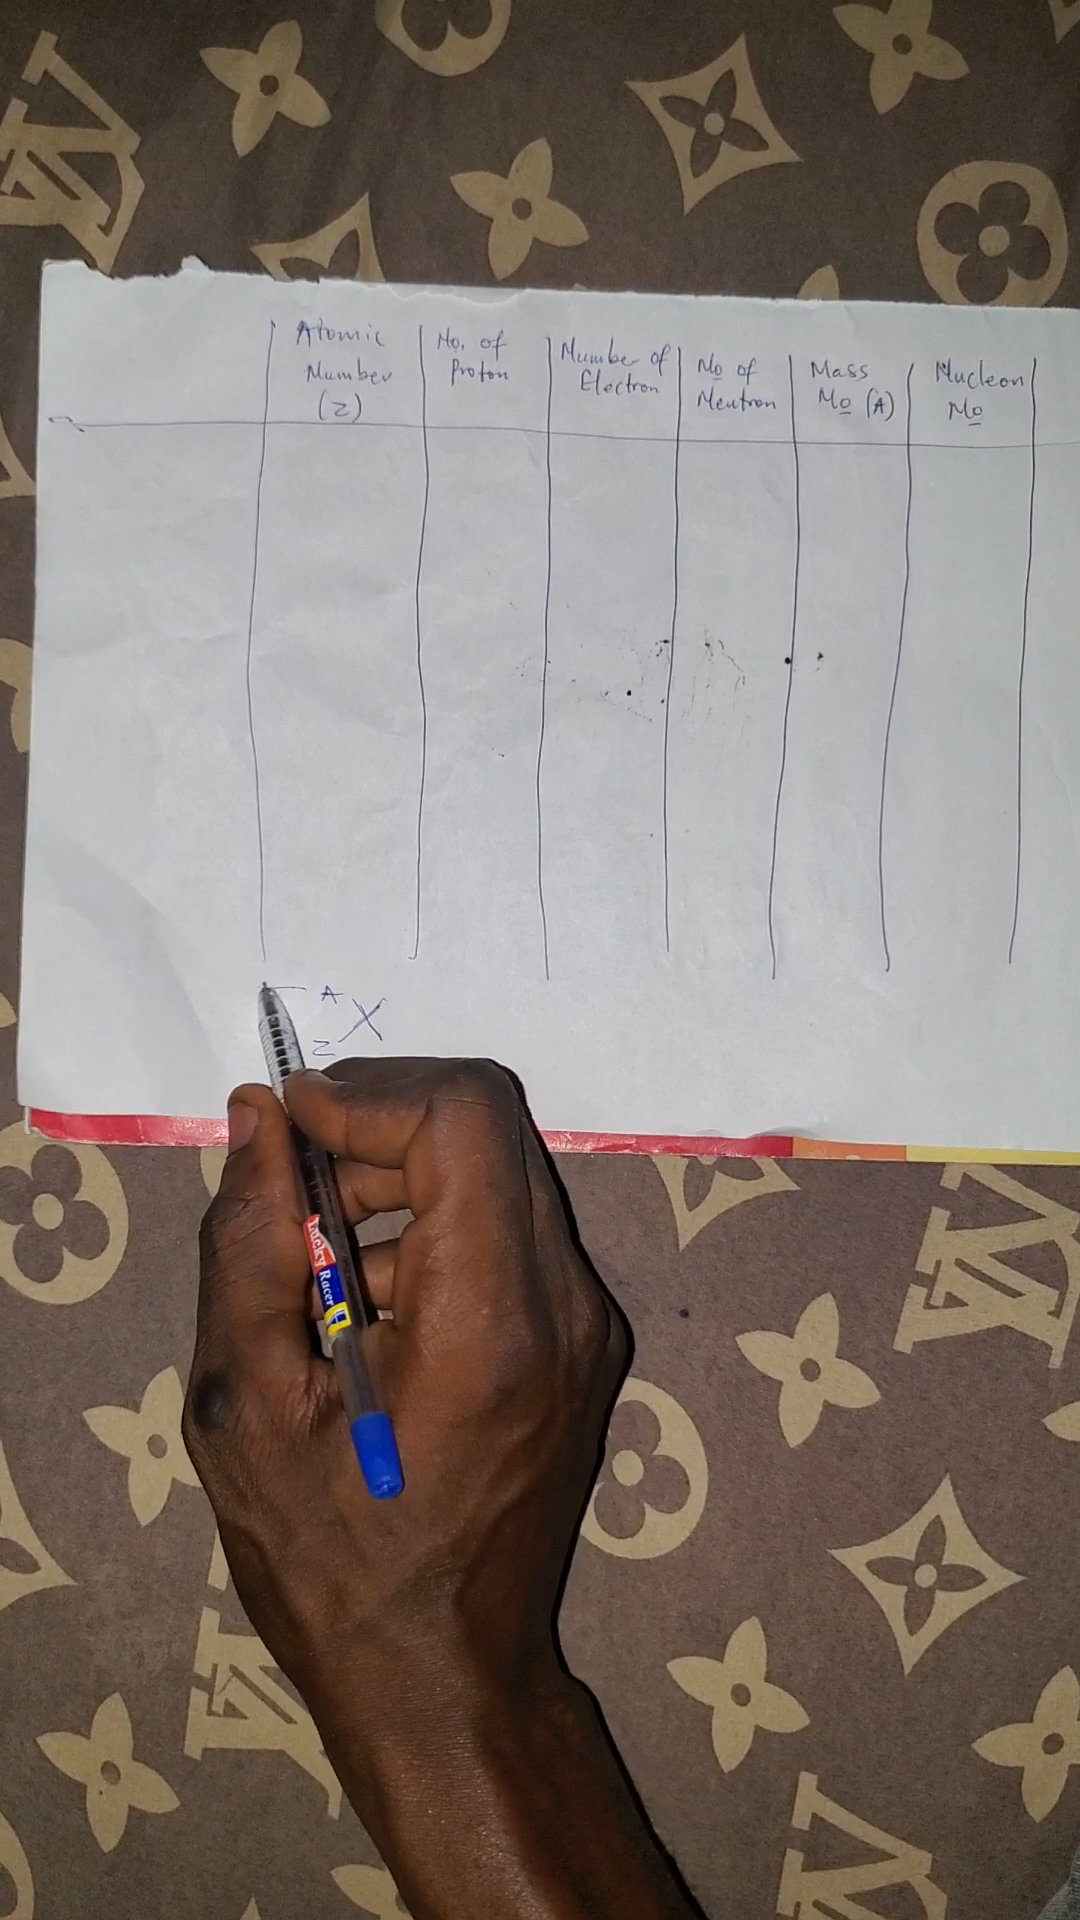 Atomic
Number
(Z)
No. of
Proton
Number of
Electron
No of
Neutron
Mass
No (A)
Nucleon
No
A
X
Z
Lucky Racer